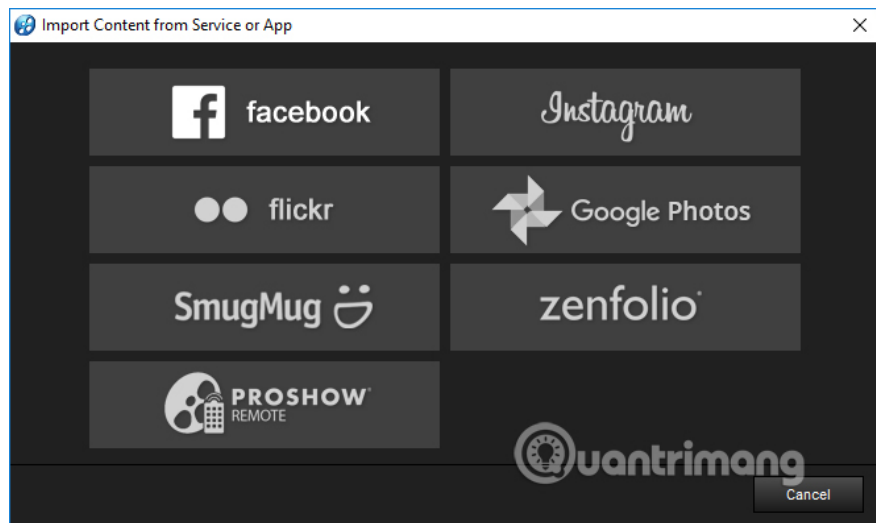 Import Content from Service or App
facebook
Instagram
flickr
Google Photos
SmugMug
zenfolio
PROSHOW
REMOTE
Quantrimang
Cancel